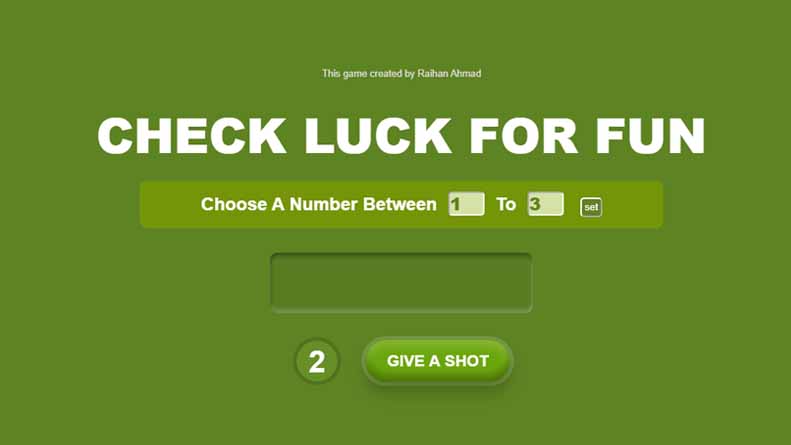 This game created by Raihan Ahmad
CHECK LUCK FOR FUN
Choose A Number Between 1 To 3 set
2 GIVE A SHOT